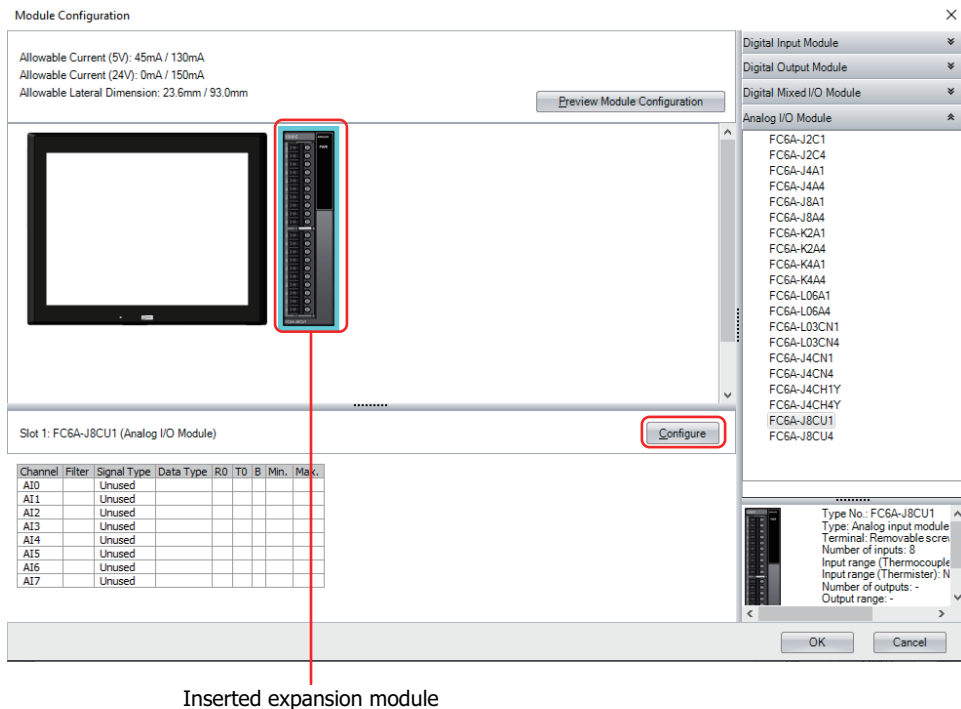 Module Configuration
Allowable Current (5V): 45mA / 130mA
Allowable Current (24V): 0mA / 150mA
Allowable Lateral Dimension: 23.6mm / 93.0mm
Preview Module Configuration
Digital Input Module
Digital Output Module
Digital Mixed I/O Module
Analog I/O Module
FC6A-J2C1
FC6A-J2C4
FC6A-J4A1
FC6A-J4A4
FC6A-J8A1
FC6A-J8A4
FC6A-K2A1
FC6A-K2A4
FC6A-K4A1
FC6A-K4A4
FC6A-L06A1
FC6A-L06A4
FC6A-L03CN1
FC6A-L03CN4
FC6A-J4CN1
FC6A-J4CN4
FC6A-J4CH1Y
FC6A-J4CH4Y
FC6A-J8CU1
FC6A-J8CU4
FC6A-J8CU1
Slot 1: FC6A-J8CU1 (Analog I/O Module)
Configure
Channel Filter Signal Type Data Type R0 T0 B Min. Max.
AI0 Unused
AI1 Unused
AI2 Unused
AI3 Unused
AI4 Unused
AI5 Unused
AI6 Unused
AI7 Unused
Type No.: FC6A-J8CU1
Type: Analog input module
Terminal: Removable screw
Number of inputs: 8
Input range (Thermocouple
Input range (Thermister): N
Number of outputs: -
Output range: -
OK
Cancel
Inserted expansion module